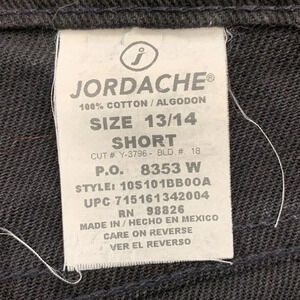 j
JORDACHE®
100% COTTON / ALGODON
SIZE 13/14
SHORT
CUT # Y-3796 - BLD. # 18
P.O. 8353 W
STYLE: 10S101BB00A
UPC 715161342004
RN 98826
MADE IN / HECHO EN MEXICO
CARE ON REVERSE
VER EL REVERSO